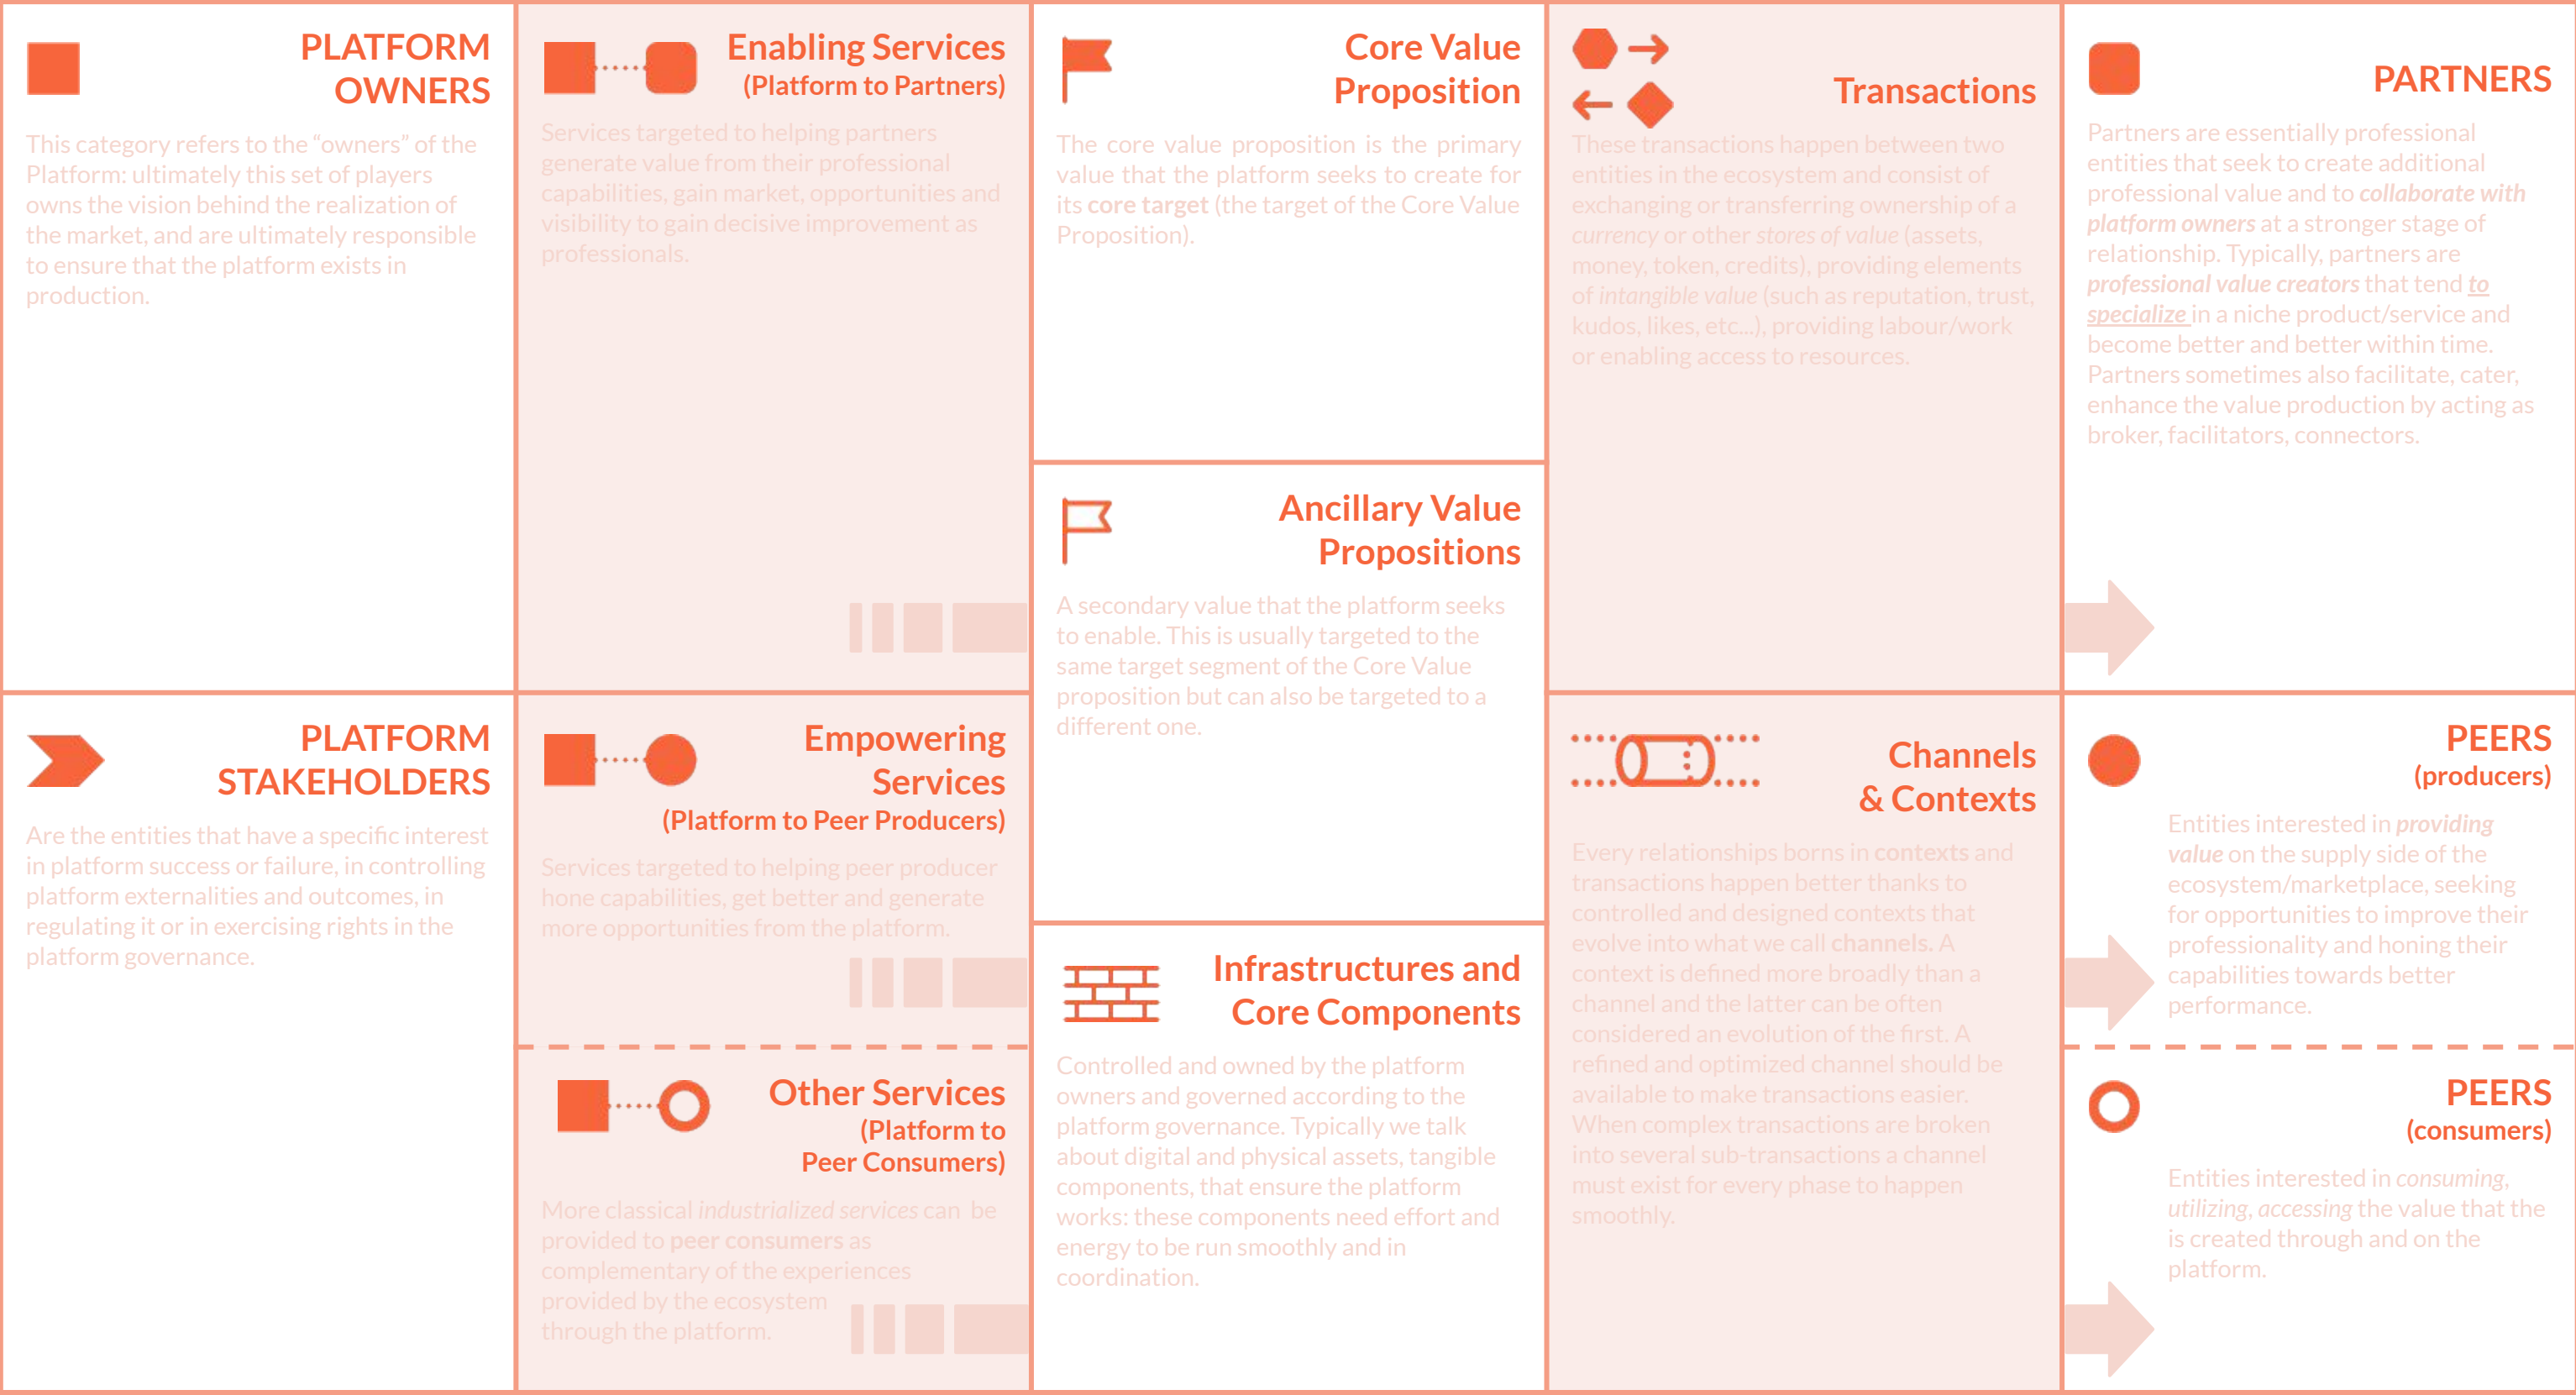 PLATFORM
OWNERS
This category refers to the “owners” of the
Platform: ultimately this set of players
owns the vision behind the realization of
the market, and are ultimately responsible
to ensure that the platform exists in
production.
Enabling Services
(Platform to Partners)
Services targeted to helping partners
generate value from their professional
capabilities, gain market, opportunities and
visibility to gain decisive improvement as
professionals.
Core Value
Proposition
The core value proposition is the primary
value that the platform seeks to create for
its core target (the target of the Core Value
Proposition).
Transactions
These transactions happen between two
entities in the ecosystem and consist of
exchanging or transferring ownership of a
currency or other stores of value (assets,
money, token, credits), providing elements
of intangible value (such as reputation, trust,
kudos, likes, etc...), providing labour/work
or enabling access to resources.
PARTNERS
Partners are essentially professional
entities that seek to create additional
professional value and to collaborate with
platform owners at a stronger stage of
relationship. Typically, partners are
professional value creators that tend to
specialize in a niche product/service and
become better and better within time.
Partners sometimes also facilitate, cater,
enhance the value production by acting as
broker, facilitators, connectors.
Ancillary Value
Propositions
A secondary value that the platform seeks
to enable. This is usually targeted to the
same target segment of the Core Value
proposition but can also be targeted to a
different one.
PLATFORM
STAKEHOLDERS
Are the entities that have a specific interest
in platform success or failure, in controlling
platform externalities and outcomes, in
regulating it or in exercising rights in the
platform governance.
Empowering
Services
(Platform to Peer Producers)
Services targeted to helping peer producer
hone capabilities, get better and generate
more opportunities from the platform.
Other Services
(Platform to
Peer Consumers)
More classical industrialized services can be
provided to peer consumers as
complementary of the experiences
provided by the ecosystem
through the platform.
Infrastructures and
Core Components
Controlled and owned by the platform
owners and governed according to the
platform governance. Typically we talk
about digital and physical assets, tangible
components, that ensure the platform
works: these components need effort and
energy to be run smoothly and in
coordination.
Channels
& Contexts
Every relationships borns in contexts and
transactions happen better thanks to
controlled and designed contexts that
evolve into what we call channels. A
context is defined more broadly than a
channel and the latter can be often
considered an evolution of the first. A
refined and optimized channel should be
available to make transactions easier.
When complex transactions are broken
into several sub-transactions a channel
must exist for every phase to happen
smoothly.
PEERS
(producers)
Entities interested in providing
value on the supply side of the
ecosystem/marketplace, seeking
for opportunities to improve their
professionality and honing their
capabilities towards better
performance.
PEERS
(consumers)
Entities interested in consuming,
utilizing, accessing the value that the
is created through and on the
platform.